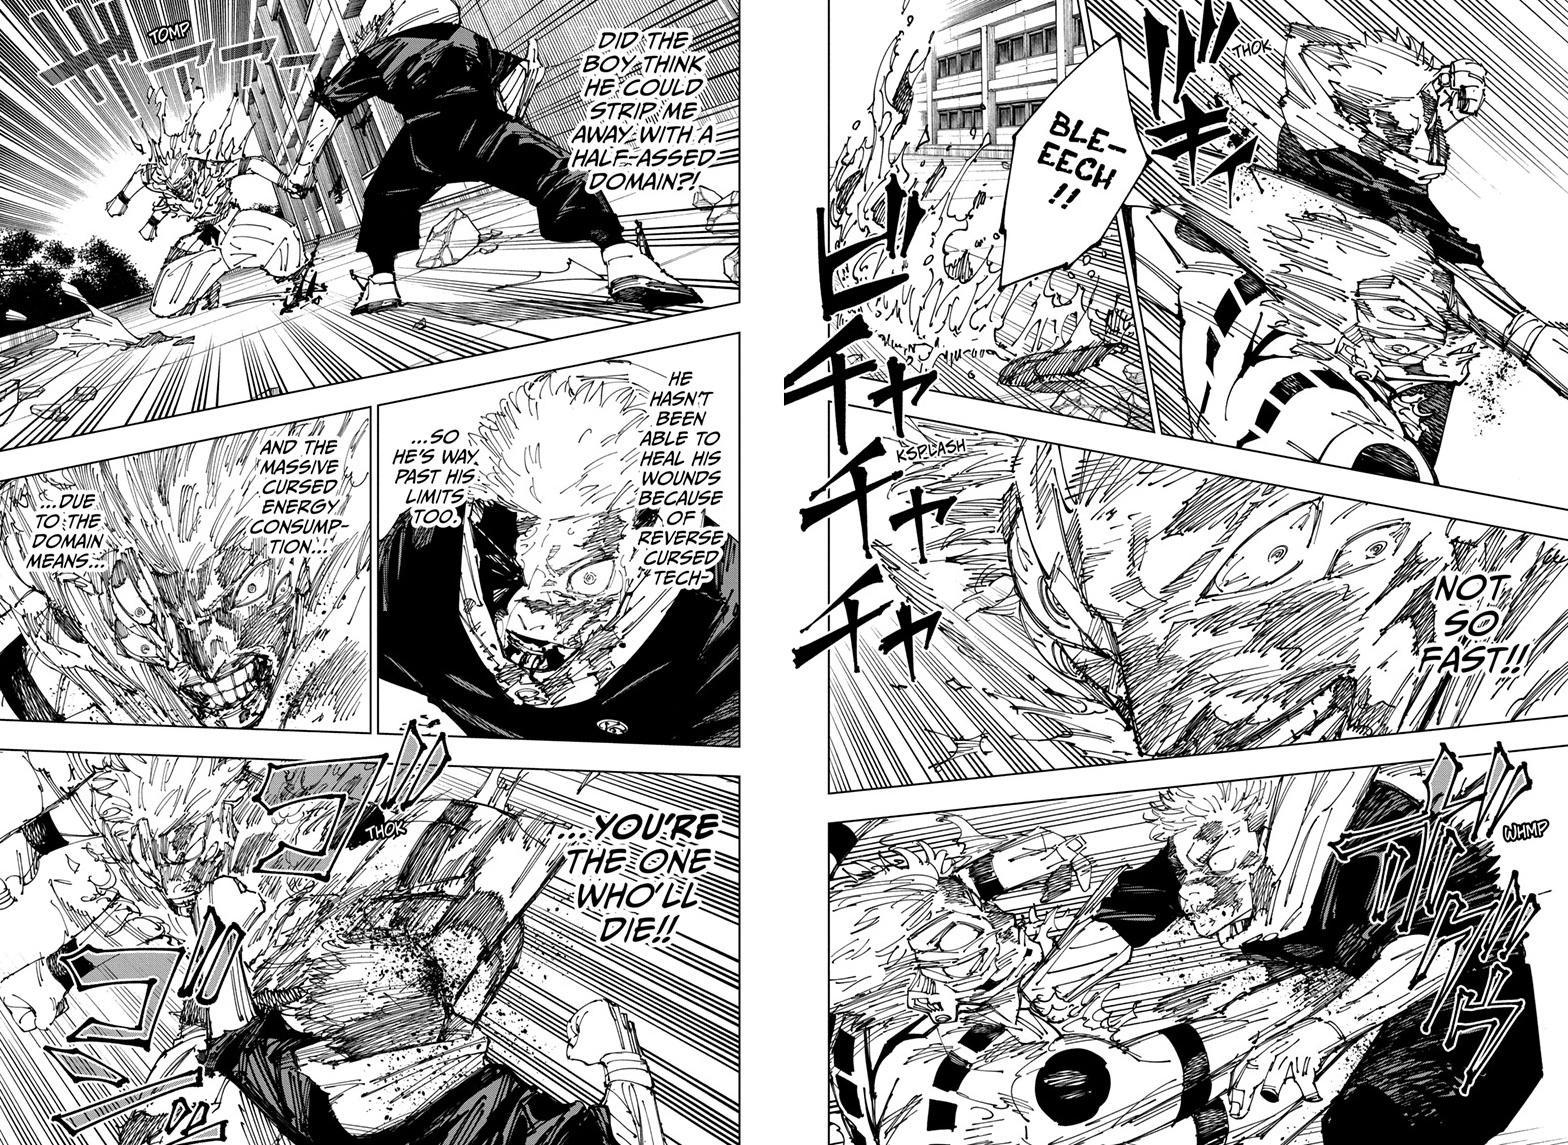 THOK
BLE-
EECH
!!
ビチャチャチャ
KSPLASH
NOT
SO
FAST!!
WHMP
TOMP
DID THE
BOY THINK
HE COULD
STRIP ME
AWAY WITH A
HALF-ASSED
DOMAIN?!
HE
HASN'T
BEEN
ABLE TO
HEAL HIS
WOUNDS
BECAUSE
OF
REVERSE
CURSED
TECH-
...SO
HE'S WAY
PAST HIS
LIMITS
TOO.
AND THE
MASSIVE
CURSED
ENERGY
CONSUMP-
TION...
...DUE
TO THE
DOMAIN
MEANS...
THOK
...YOU'RE
THE ONE
WHO'LL
DIE!!